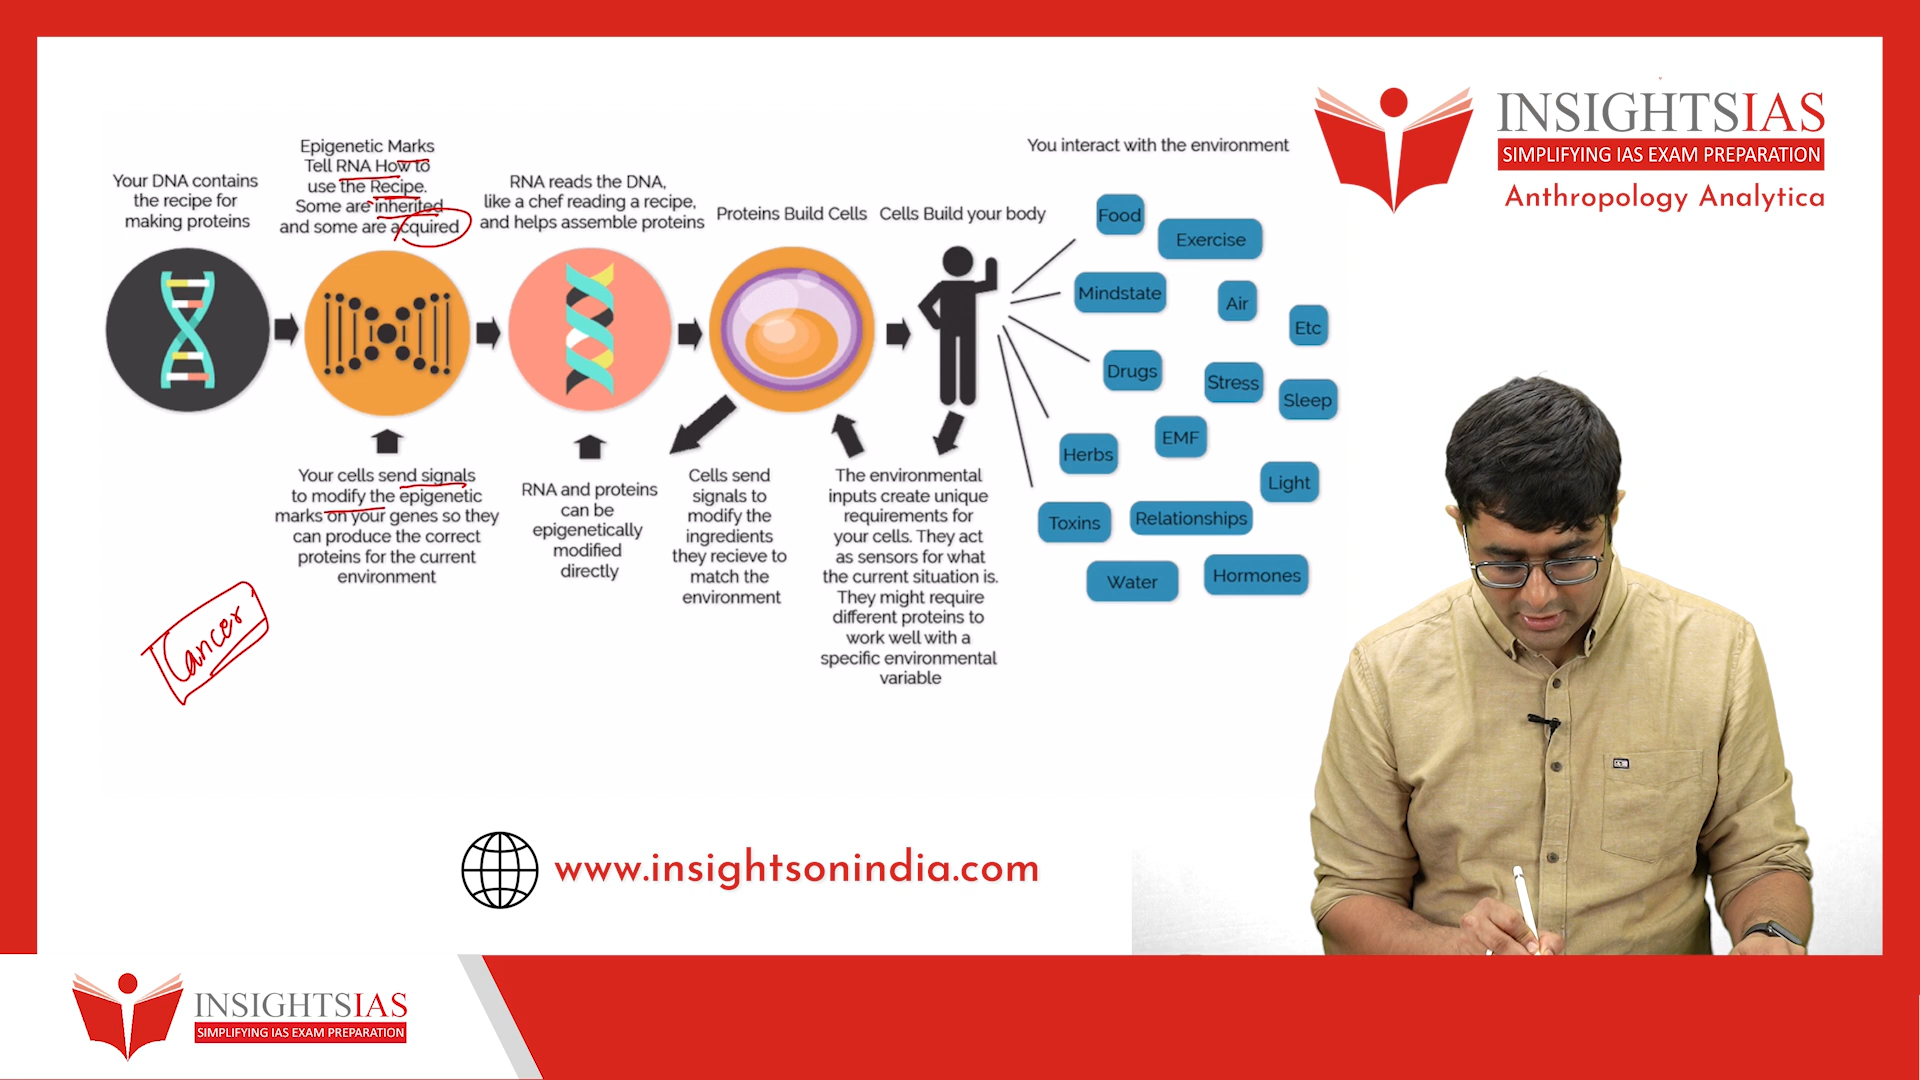 INSIGHTSIAS
SIMPLIFYING IAS EXAM PREPARATION
Anthropology Analytica
Your DNA contains
the recipe for
making proteins
Epigenetic Marks
Tell RNA How to
use the Recipe.
Some are inherited
and some are acquired
RNA reads the DNA,
like a chef reading a recipe,
and helps assemble proteins
Proteins Build Cells
Cells Build your body
You interact with the environment
Food
Exercise
Mindstate
Air
Etc
Drugs
Stress
Sleep
EMF
Herbs
Light
Toxins
Relationships
Water
Hormones
Your cells send signals
to modify the epigenetic
marks on your genes so they
can produce the correct
proteins for the current
environment
RNA and proteins
can be
epigenetically
modified
directly
Cells send
signals to
modify the
ingredients
they recieve to
match the
environment
The environmental
inputs create unique
requirements for
your cells. They act
as sensors for what
the current situation is.
They might require
different proteins to
work well with a
specific environmental
variable
Cancer
www.insightsonindia.com
INSIGHTSIAS
SIMPLIFYING IAS EXAM PREPARATION